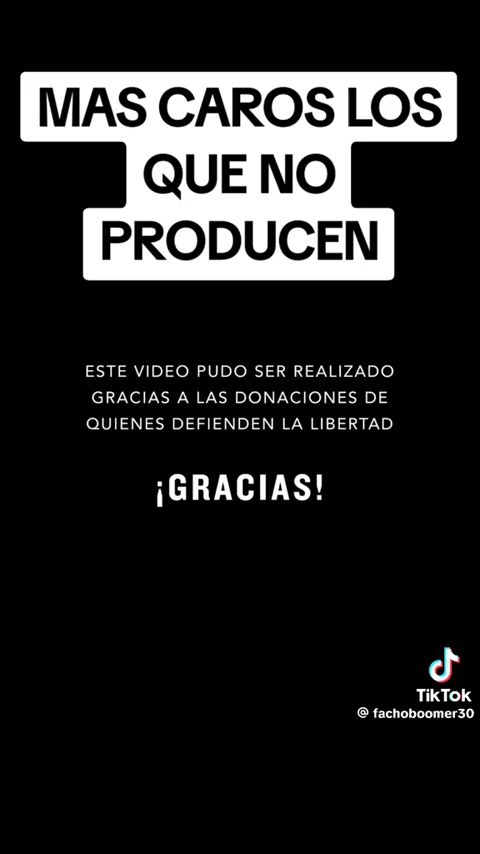 MAS CAROS LOS
QUE NO
PRODUCEN
ESTE VIDEO PUDO SER REALIZADO
GRACIAS A LAS DONACIONES DE
QUIENES DEFIENDEN LA LIBERTAD
¡GRACIAS!
TikTok
@ fachoboomer30